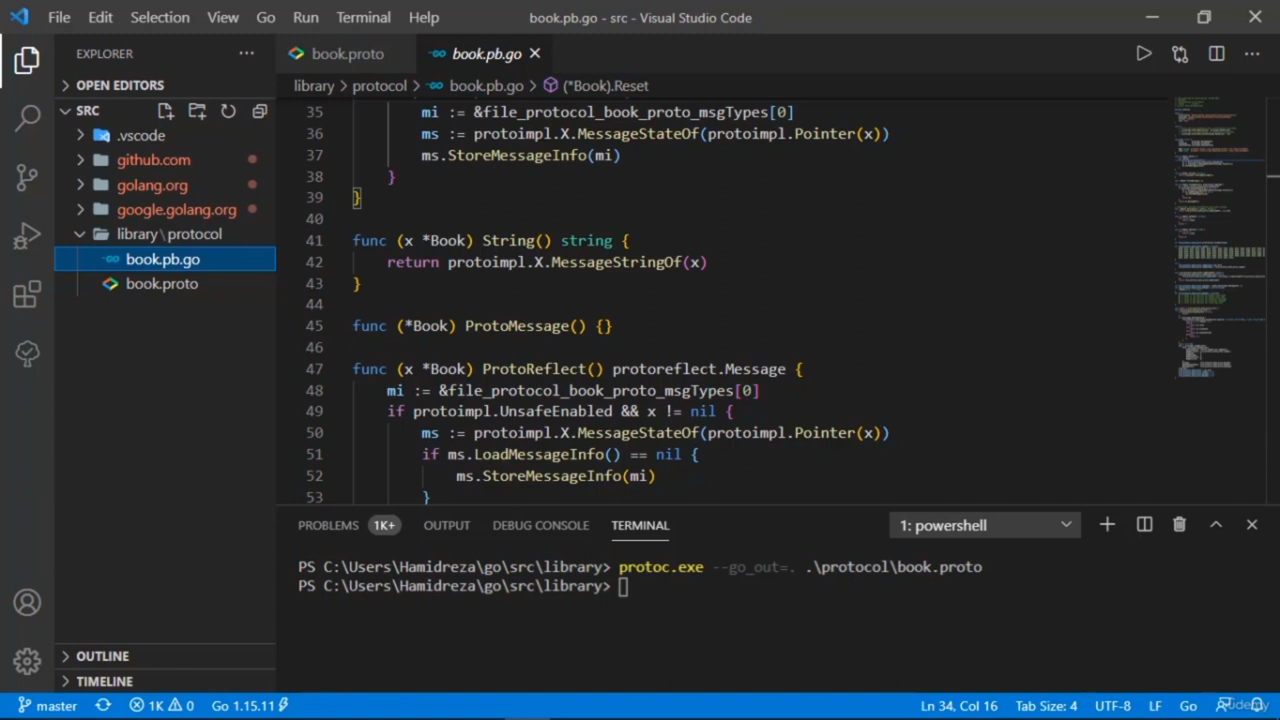 File Edit Selection View Go Run Terminal Help
book.pb.go - src - Visual Studio Code
EXPLORER
OPEN EDITORS
SRC
.vscode
github.com
golang.org
google.golang.org
library\protocol
book.pb.go
book.proto
OUTLINE
TIMELINE
book.proto book.pb.go
library protocol book.pb.go (*Book).Reset
35 mi := &file_protocol_book_proto_msgTypes[0]
36 ms := protoimpl.X.MessageStateOf(protoimpl.Pointer(x))
37 ms.StoreMessageInfo(mi)
38 }
39 }
40
41 func (x *Book) String() string {
42 return protoimpl.X.MessageStringOf(x)
43 }
44
45 func (*Book) ProtoMessage() {}
46
47 func (x *Book) ProtoReflect() protoreflect.Message {
48 mi := &file_protocol_book_proto_msgTypes[0]
49 if protoimpl.UnsafeEnabled && x != nil {
50 ms := protoimpl.X.MessageStateOf(protoimpl.Pointer(x))
51 if ms.LoadMessageInfo() == nil {
52 ms.StoreMessageInfo(mi)
53 }
PROBLEMS 1K+ OUTPUT DEBUG CONSOLE TERMINAL 1: powershell
PS C:\Users\Hamidreza\go\src\library> protoc.exe --go_out=. .\protocol\book.proto
PS C:\Users\Hamidreza\go\src\library>
master 1K 0 Go 1.15.11 Ln 34, Col 16 Tab Size: 4 UTF-8 LF Go